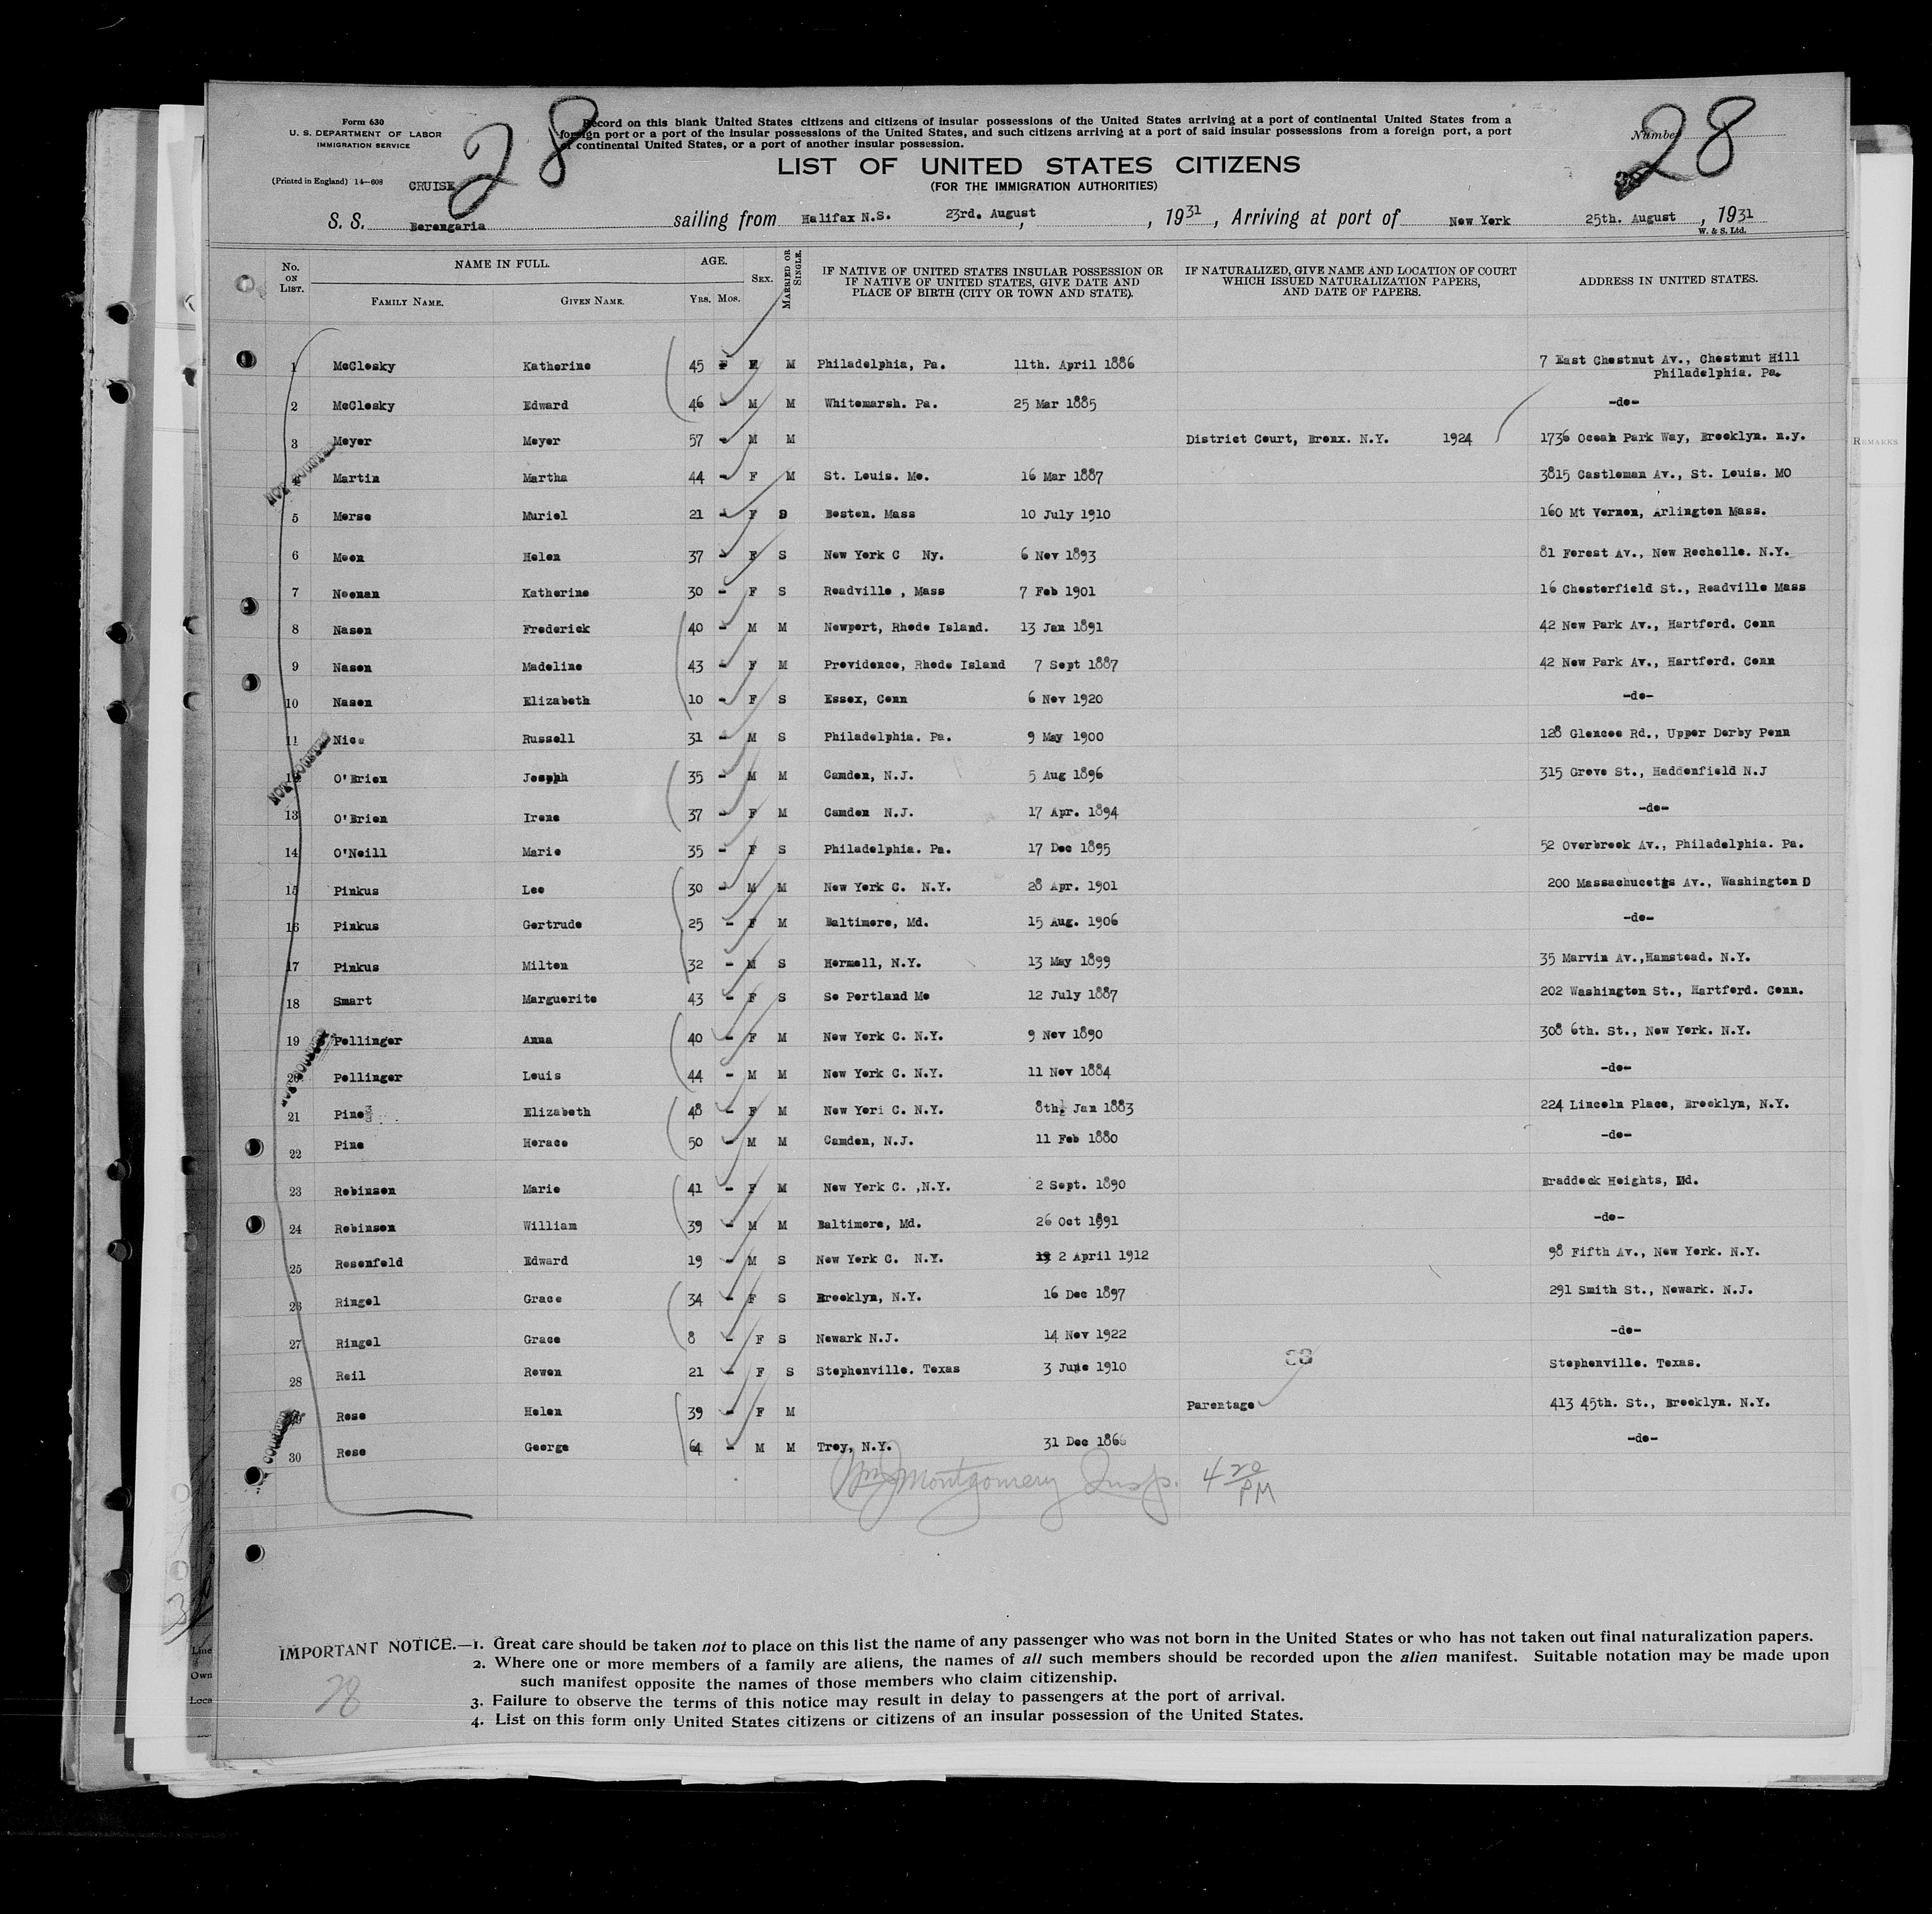 28
28
Form 630
U. S. DEPARTMENT OF LABOR
IMMIGRATION SERVICE
(Printed in England) 14—608
CRUISE
Record on this blank United States citizens and citizens of insular possessions of the United States arriving at a port of continental United States from a
foreign port or a port of the insular possessions of the United States, and such citizens arriving at a port of said insular possessions from a foreign port, a port
of continental United States, or a port of another insular possession.
Number
LIST OF UNITED STATES CITIZENS
(FOR THE IMMIGRATION AUTHORITIES)
S. S. Berengaria sailing from Halifax N.S. 23rd. August, , 1931, Arriving at port of New York 25th. August, 1931
W. & S. Ltd.
No. ON LIST. NAME IN FULL. FAMILY NAME. GIVEN NAME. AGE. YRS. MOS. SEX. MARRIED OR SINGLE. IF NATIVE OF UNITED STATES INSULAR POSSESSION OR IF NATIVE OF UNITED STATES, GIVE DATE AND PLACE OF BIRTH (CITY OR TOWN AND STATE). IF NATURALIZED, GIVE NAME AND LOCATION OF COURT WHICH ISSUED NATURALIZATION PAPERS, AND DATE OF PAPERS. ADDRESS IN UNITED STATES.
1 McClosky Katherine 45 M Philadelphia, Pa. 11th. April 1886 7 East Chestnut Av., Chestnut Hill
Philadelphia. Pa.
2 McClosky Edward 46 - M M Whitemarsh. Pa. 25 Mar 1885 -do-
3 Meyer Meyer 57 - M M District Court, Bronx. N.Y. 1924 1736 Ocean Park Way, Brooklyn. n.y.
REMARKS
4 Martin Martha 44 - F M St. Louis. Mo. 16 Mar 1887 3815 Castleman Av., St. Louis. MO
NOT COUNTED
5 Morse Muriel 21 - F S Boston. Mass 10 July 1910 160 Mt Vernon, Arlington Mass.
6 Moon Helen 37 - F S New York C Ny. 6 Nov 1893 81 Forest Av., New Rochelle. N.Y.
7 Noonan Katherine 30 - F S Readville , Mass 7 Feb 1901 16 Chesterfield St., Readville Mass
8 Nason Frederick 40 - M M Newport, Rhode Island. 13 Jan 1891 42 New Park Av., Hartford. Conn
9 Nason Madeline 43 - F M Providence, Rhode Island 7 Sept 1887 42 New Park Av., Hartford. Conn
10 Nason Elizabeth 10 - F S Essex, Conn 6 Nov 1920 -do-
11 Nice Russell 31 - M S Philadelphia. Pa. 9 May 1900 128 Glencoe Rd., Upper Derby Penn
NOT COUNTED
12 O'Brien Joseph 35 - M M Camden, N.J. 5 Aug 1896 315 Grove St., Haddonfield N.J
13 O'Brien Irene 37 - F M Camden N.J. 17 Apr. 1894 -do-
14 O'Neill Marie 35 - F S Philadelphia. Pa. 17 Dec 1895 52 Overbrook Av., Philadelphia. Pa.
15 Pinkus Leo 30 - M M New York C. N.Y. 28 Apr. 1901 200 Massachucetts Av., Washington D
16 Pinkus Gertrude 25 - F M Baltimore, Md. 15 Aug. 1906 -do-
17 Pinkus Milton 32 - M S Hornell, N.Y. 13 May 1899 35 Marvin Av.,Hamstead. N.Y.
18 Smart Marguerite 43 - F S So Portland Me 12 July 1887 202 Washington St., Hartford. Conn.
19 Pollinger Anna 40 - F M New York C. N.Y. 9 Nov 1890 308 6th. St., New York. N.Y.
20 Pollinger Louis 44 - M M New York C. N.Y. 11 Nov 1884 -do-
21 Pine Elizabeth 48 - F M New Yori C. N.Y. 8th. Jan 1883 224 Lincoln Place, Brooklyn, N.Y.
22 Pine Horace 50 - M M Camden, N.J. 11 Feb 1880 -do-
23 Robinson Marie 41 - F M New York C. ,N.Y. 2 Sept. 1890 Braddock Heights, Md.
24 Robinson William 39 - M M Baltimore, Md. 26 Oct 1891 -do-
25 Rosenfeld Edward 19 - M S New York C. N.Y. 2 April 1912 98 Fifth Av., New York. N.Y.
26 Ringel Grace 34 - F S Brooklyn, N.Y. 16 Dec 1897 291 Smith St., Newark. N.J.
27 Ringel Grace 8 - F S Newark N.J. 14 Nov 1922 -do-
28 Reil Rowen 21 - F S Stephenville. Texas 3 June 1910 Stephenville. Texas.
29 Rose Helen 39 - F M Parentage 413 45th. St., Brooklyn. N.Y.
30 Rose George 64 - M M Troy, N.Y. 31 Dec 1866 -do-
Montgomery Insp. 4 20 PM
IMPORTANT NOTICE.—1. Great care should be taken not to place on this list the name of any passenger who was not born in the United States or who has not taken out final naturalization papers.
2. Where one or more members of a family are aliens, the names of all such members should be recorded upon the alien manifest. Suitable notation may be made upon
such manifest opposite the names of those members who claim citizenship.
3. Failure to observe the terms of this notice may result in delay to passengers at the port of arrival.
4. List on this form only United States citizens or citizens of an insular possession of the United States.
28
Line
Own
Loca